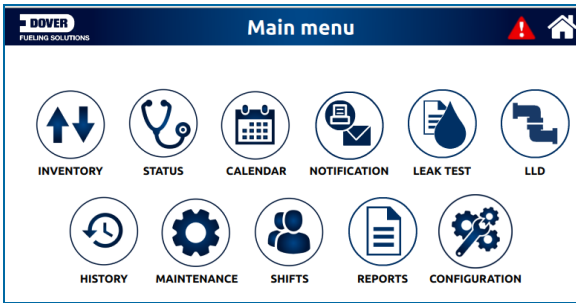 DOVER
FUELING SOLUTIONS
Main menu
INVENTORY
STATUS
CALENDAR
NOTIFICATION
LEAK TEST
LLD
HISTORY
MAINTENANCE
SHIFTS
REPORTS
CONFIGURATION